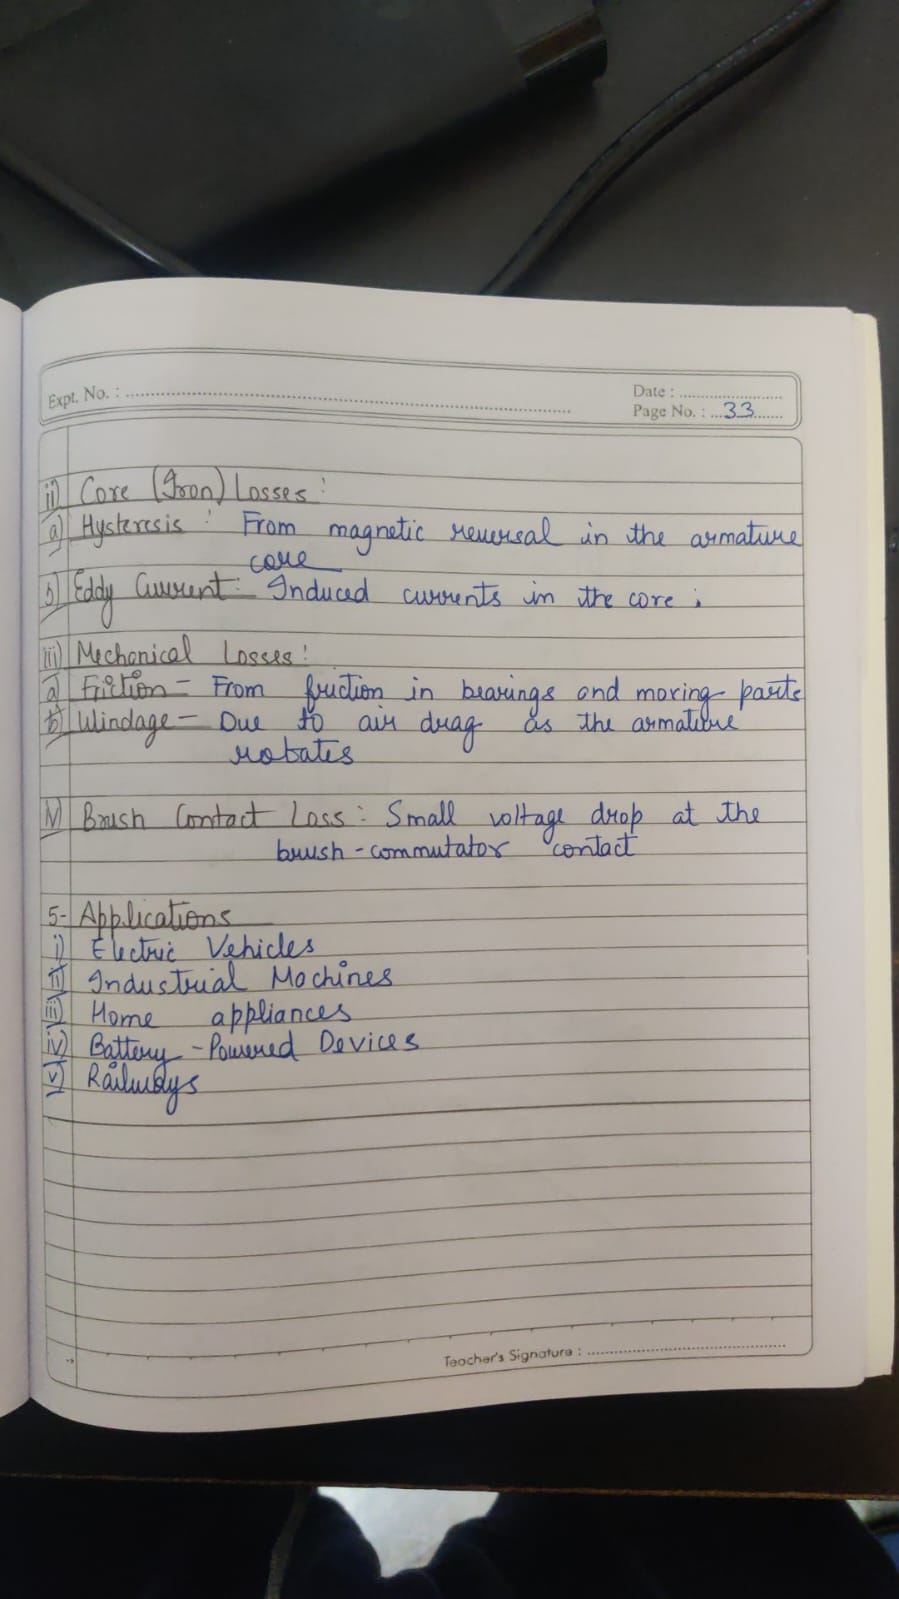 Expt. No. :
Date :
Page No. : 33
ii) Core (Iron) Losses :
a) Hysteresis : From magnetic reversal in the armature
core
b) Eddy Current :- Induced currents in the core ;
iii) Mechanical Losses :
a) Friction - From friction in bearings and moving parts
b) Windage - Due to air drag as the armature
rotates
iv) Brush Contact Loss :- Small voltage drop at the
brush-commutator contact
5- Applications
i) Electric Vehicles
ii) Industrial Machines
iii) Home appliances
iv) Battery-Powered Devices
v) Railways
Teacher's Signature :